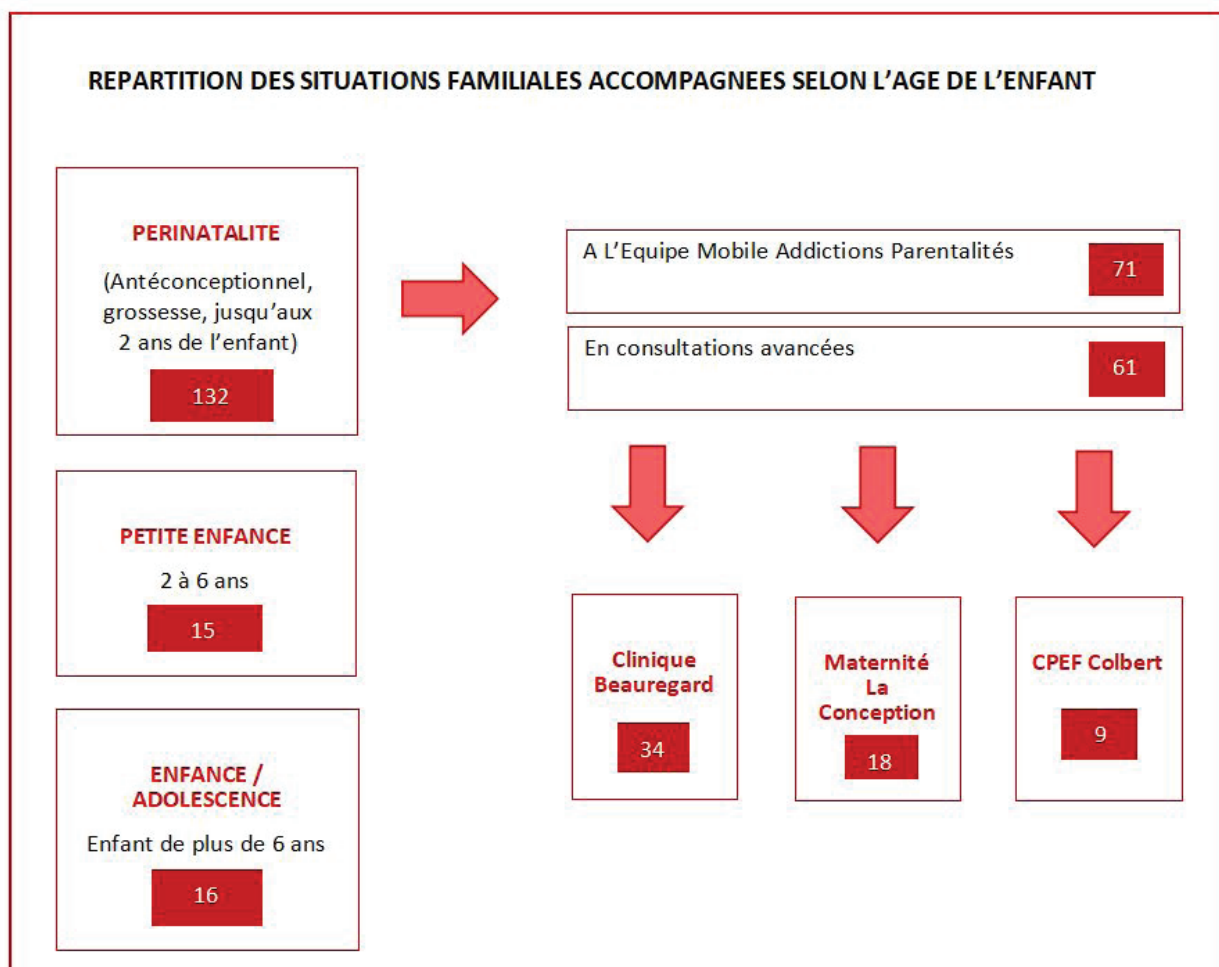 REPARTITION DES SITUATIONS FAMILIALES ACCOMPAGNEES SELON L'AGE DE L'ENFANT
PERINATALITE
(Antéconceptionnel,
grossesse, jusqu'aux
2 ans de l'enfant)
132
A L'Equipe Mobile Addictions Parentalités
71
En consultations avancées
61
PETITE ENFANCE
2 à 6 ans
15
ENFANCE /
ADOLESCENCE
Enfant de plus de 6 ans
16
Clinique
Beauregard
34
Maternité
La
Conception
18
CPEF Colbert
9